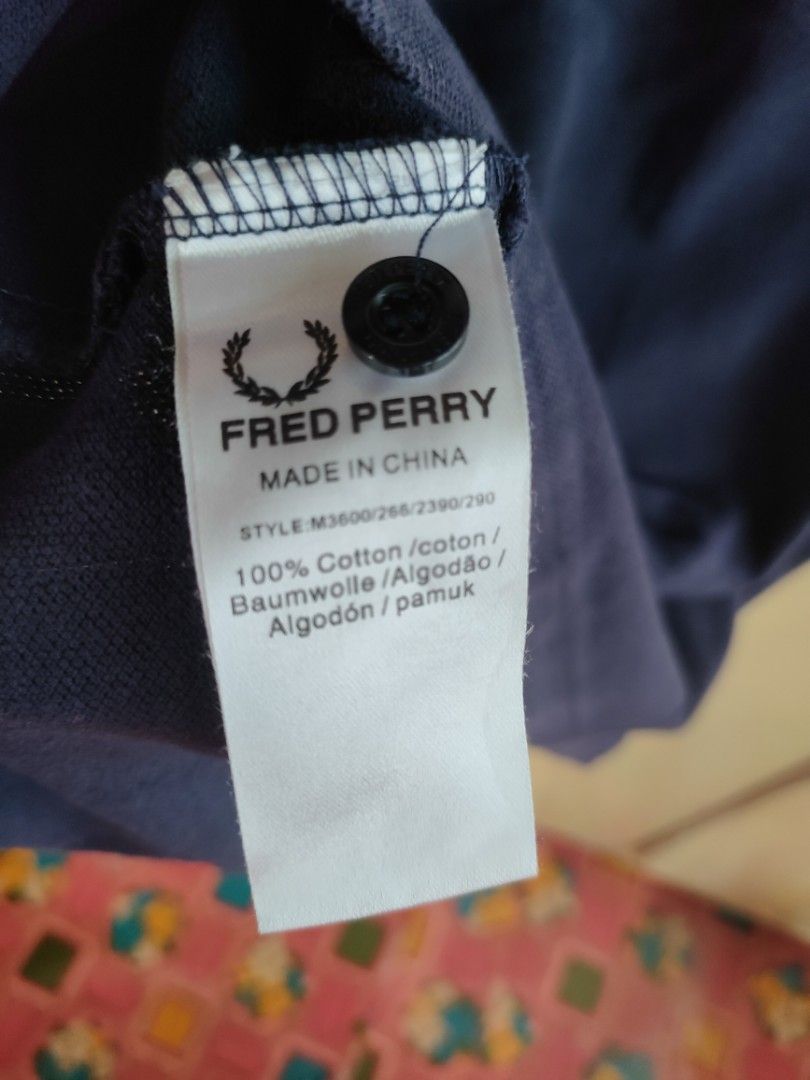 FRED PERRY
MADE IN CHINA
STYLE:M3600/266/2390/290
100% Cotton /coton /
Baumwolle /Algodão /
Algodón / pamuk